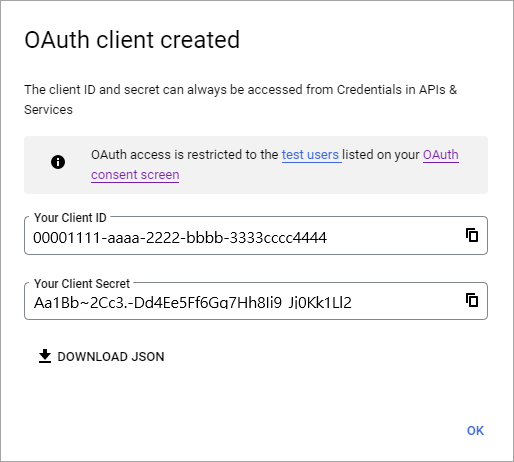 OAuth client created
The client ID and secret can always be accessed from Credentials in APIs &
Services
OAuth access is restricted to the test users listed on your OAuth
consent screen
Your Client ID
00001111-aaaa-2222-bbbb-3333cccc4444
Your Client Secret
Aa1Bb~2Cc3.-Dd4Ee5Ff6Gg7Hh8Ii9_Jj0Kk1Ll2
DOWNLOAD JSON
OK